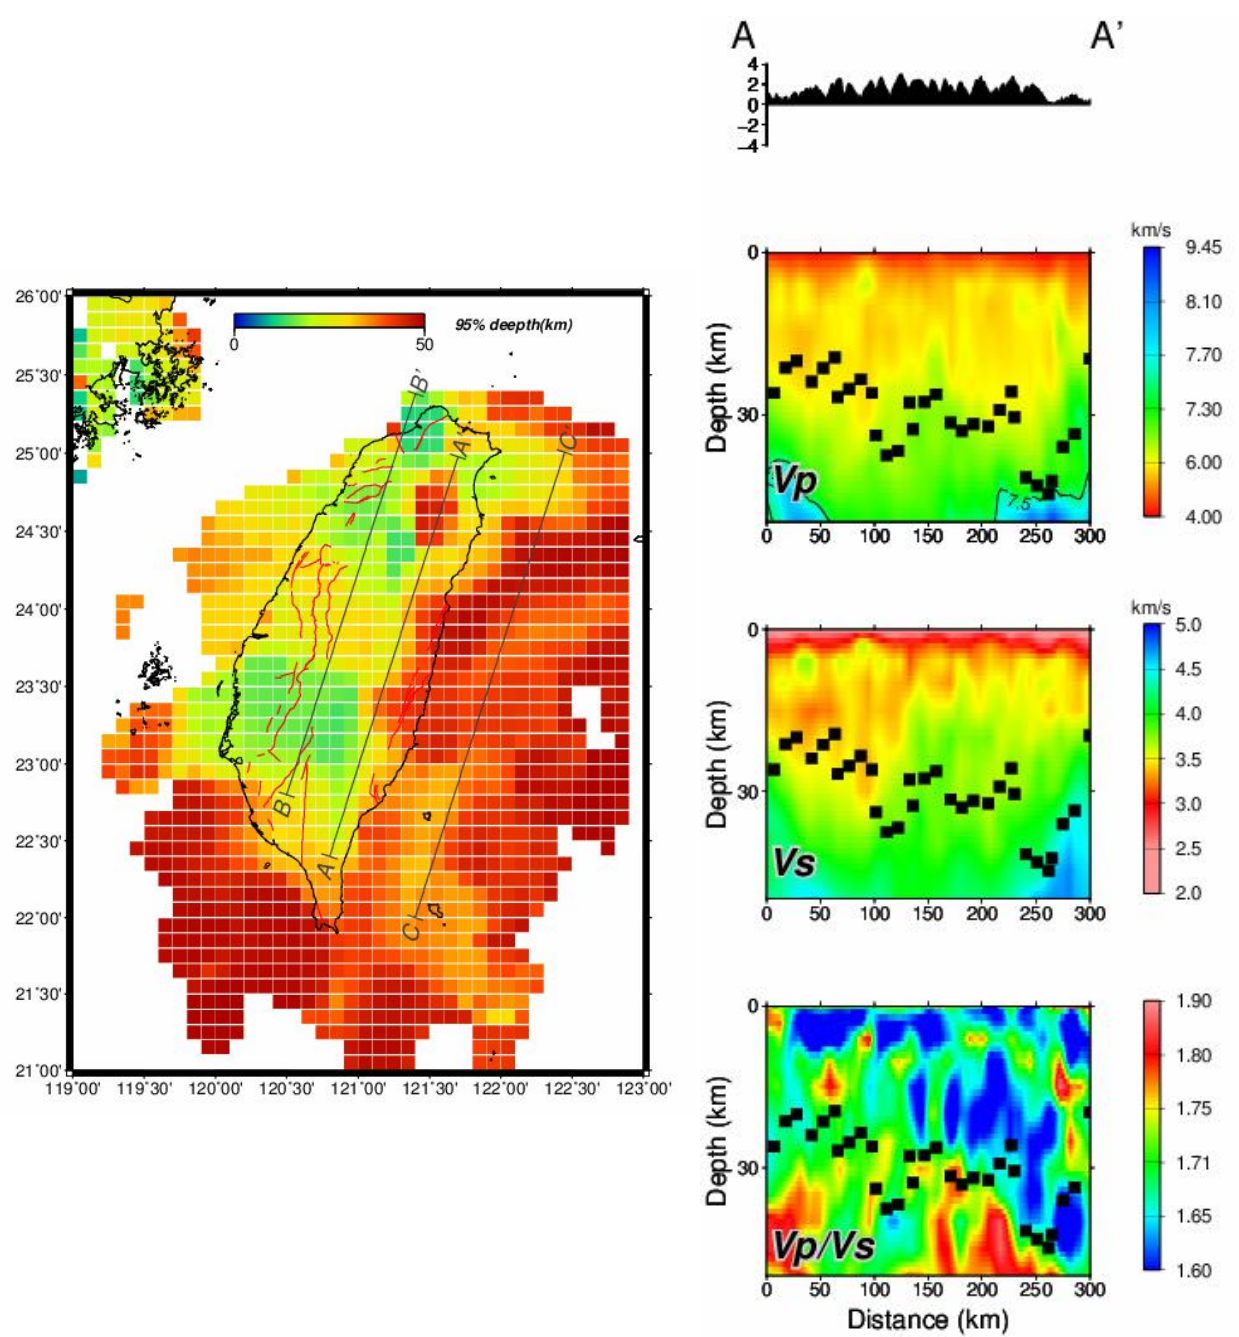 A A'
4
2
0
−2
−4
26˚00'
25˚30'
25˚00'
24˚30'
24˚00'
23˚30'
23˚00'
22˚30'
22˚00'
21˚30'
21˚00'
119˚00' 119˚30' 120˚00' 120˚30' 121˚00' 121˚30' 122˚00' 122˚30' 123˚00'
0 50
95% deepth(km)
B'
A'
C'
B
A
C
km/s
0
30
Depth (km)
Vp
7.5
0 50 100 150 200 250 300
9.45
8.10
7.70
7.30
6.00
4.00
km/s
0
30
Depth (km)
Vs
0 50 100 150 200 250 300
5.0
4.5
4.0
3.5
3.0
2.5
2.0
0
30
Depth (km)
Vp/Vs
0 50 100 150 200 250 300
Distance (km)
1.90
1.80
1.75
1.71
1.65
1.60